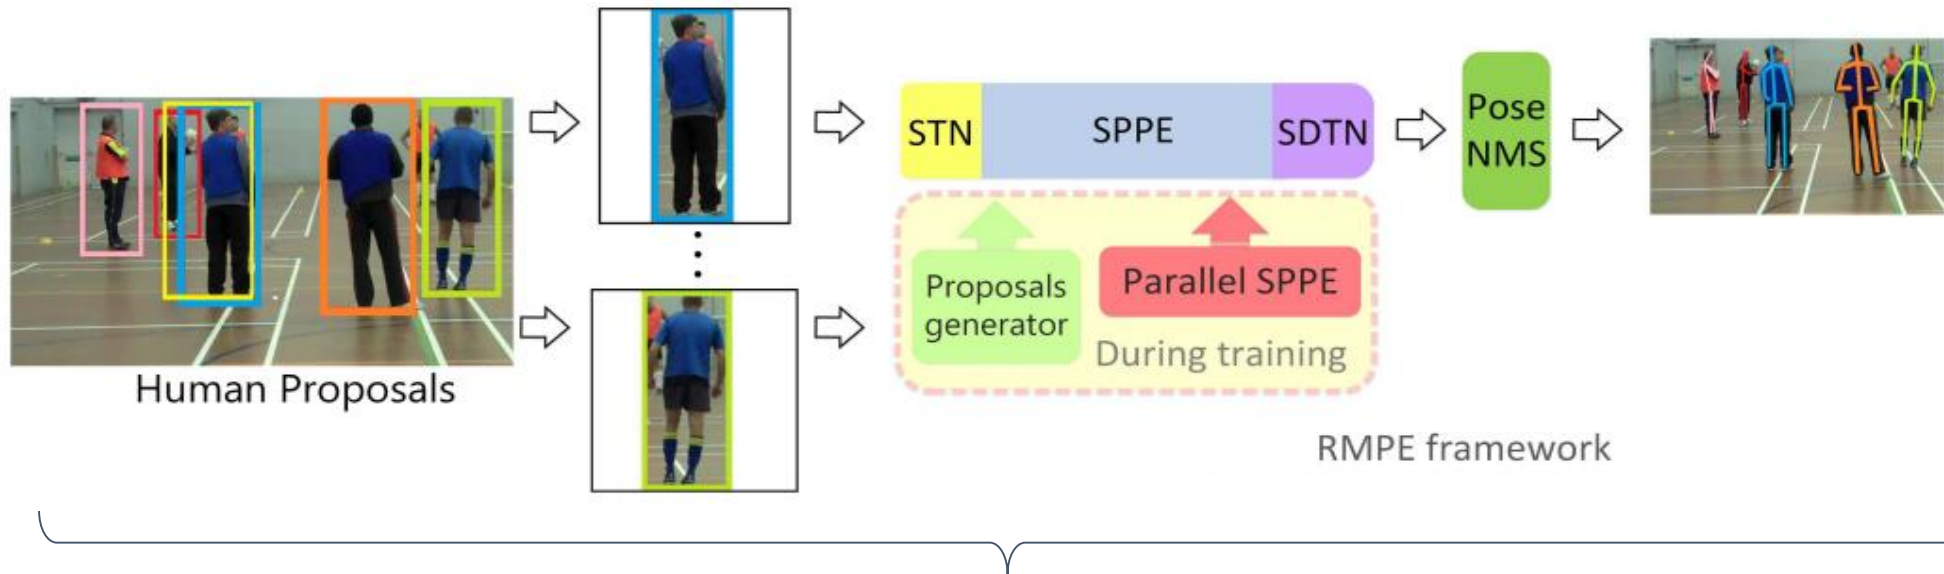 Human Proposals
STN
SPPE
SDTN
Proposals
generator
Parallel SPPE
During training
Pose
NMS
RMPE framework